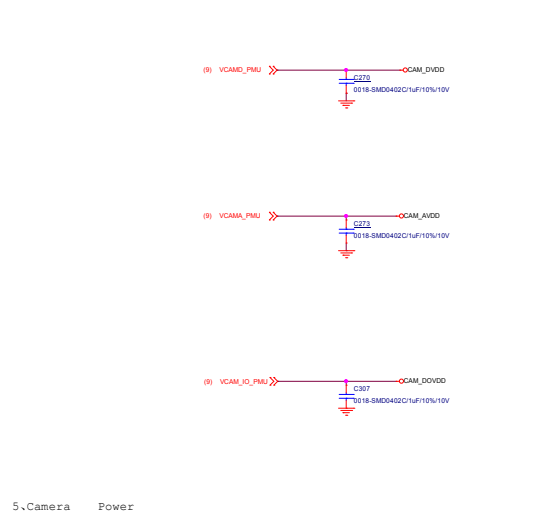 (9) VCAMD_PMU CAM_DVDD
C270
0018-SMD0402C/1uF/10%/10V
(9) VCAMA_PMU CAM_AVDD
C273
0018-SMD0402C/1uF/10%/10V
(9) VCAM_IO_PMU CAM_DOVDD
C307
0018-SMD0402C/1uF/10%/10V
5、Camera Power